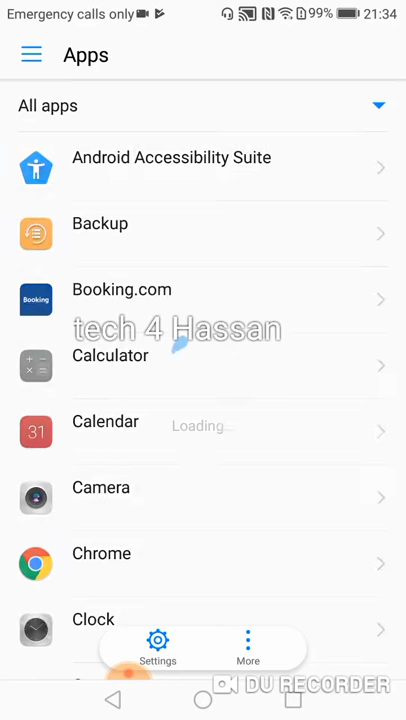 Emergency calls only 99% 21:34
Apps
All apps
Android Accessibility Suite
Backup
Booking
Booking.com
tech 4 Hassan
Calculator
31
Calendar
Loading...
Camera
Chrome
Clock
Settings
More
DU RECORDER